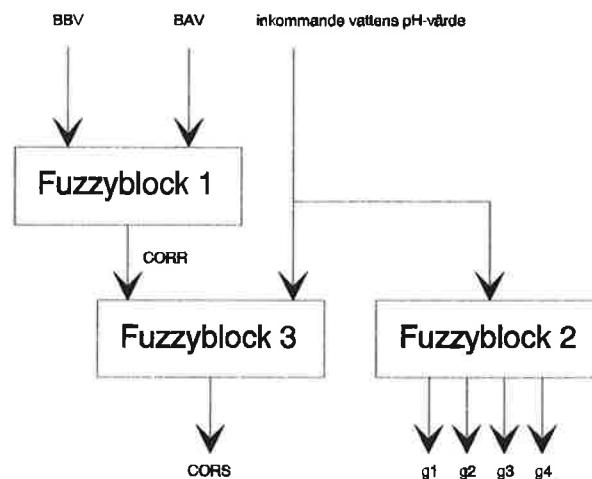 BBV BAV inkommande vattens pH-värde
Fuzzyblock 1
CORR
Fuzzyblock 3 Fuzzyblock 2
CORS g1 g2 g3 g4